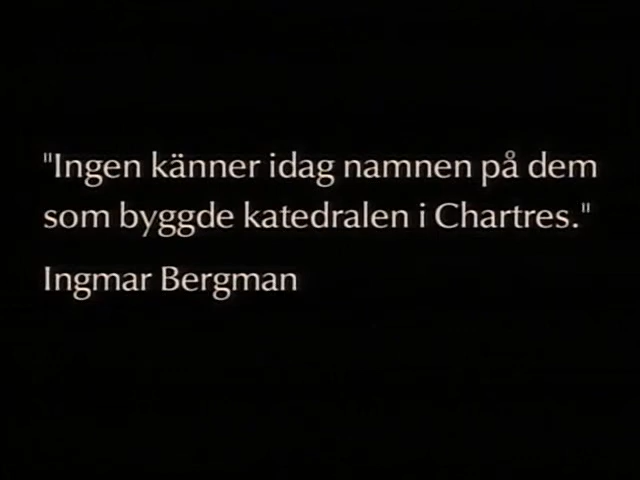 "Ingen känner idag namnen på dem
som byggde katedralen i Chartres."
Ingmar Bergman